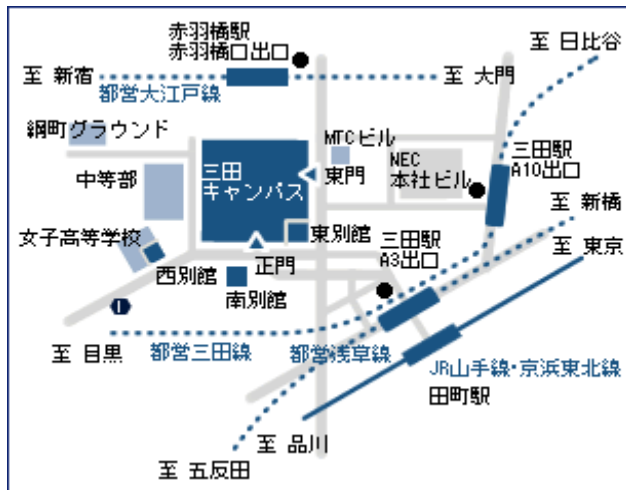 赤羽橋駅
赤羽橋口出口
至 日比谷
至 新宿
至 大門
都営大江戸線
綱町グラウンド
MTCビル
NEC
本社ビル
三田駅
A10出口
三田
キャンパス
東門
中等部
至 新橋
女子高等学校
東別館
三田駅
A3出口
至 東京
正門
西別館
南別館
至 目黒
都営三田線
都営浅草線
JR山手線・京浜東北線
田町駅
至 品川
至 五反田